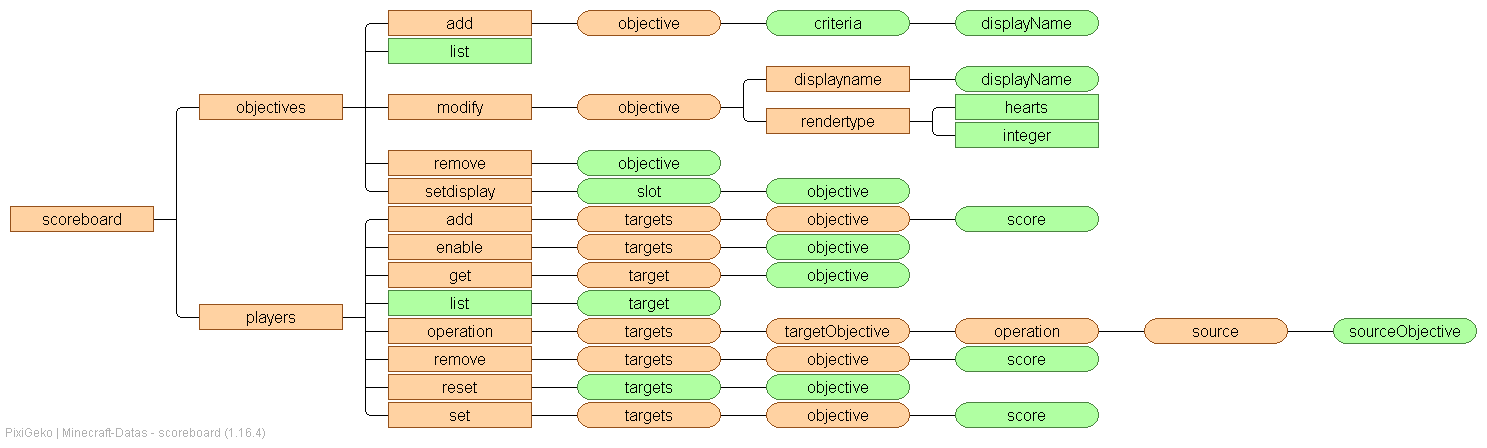 add objective criteria displayName
list
displayname displayName
objectives modify objective hearts
rendertype
integer
remove objective
setdisplay slot objective
scoreboard add targets objective score
enable targets objective
get target objective
list target
players
operation targets targetObjective operation source sourceObjective
remove targets objective score
reset targets objective
set targets objective score
PixiGeko | Minecraft-Datas - scoreboard (1.16.4)